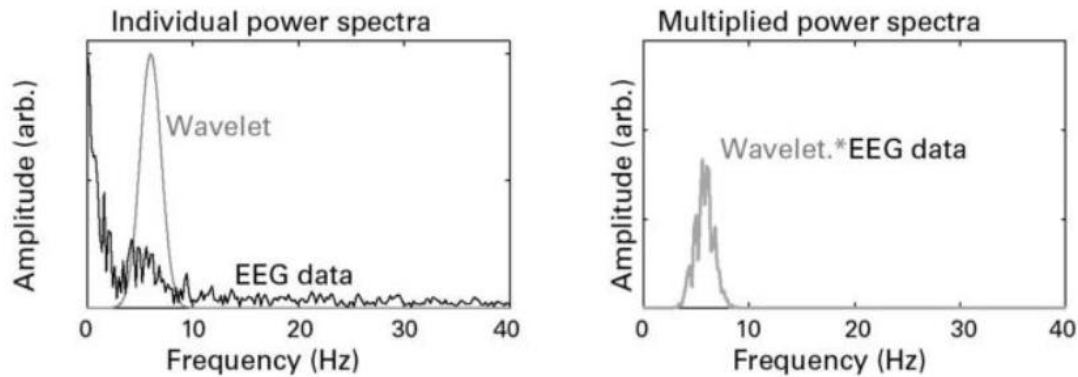 Individual power spectra
Amplitude (arb.)
Wavelet
EEG data
0 10 20 30 40
Frequency (Hz)
Multiplied power spectra
Amplitude (arb.)
Wavelet.*EEG data
0 10 20 30 40
Frequency (Hz)